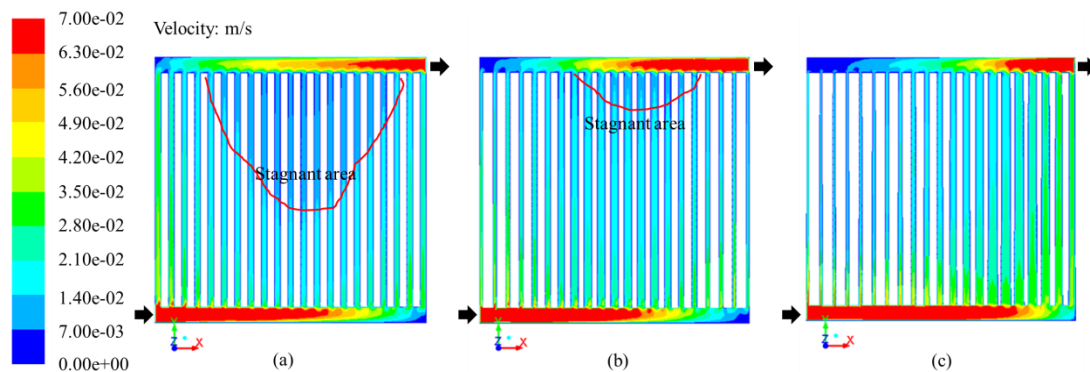 Velocity: m/s
7.00e-02
6.30e-02
5.60e-02
4.90e-02
4.20e-02
3.50e-02
2.80e-02
2.10e-02
1.40e-02
7.00e-03
0.00e+00
Stagnant area
Y
Z X
(a)
Stagnant area
Y
Z X
(b)
Y
Z X
(c)